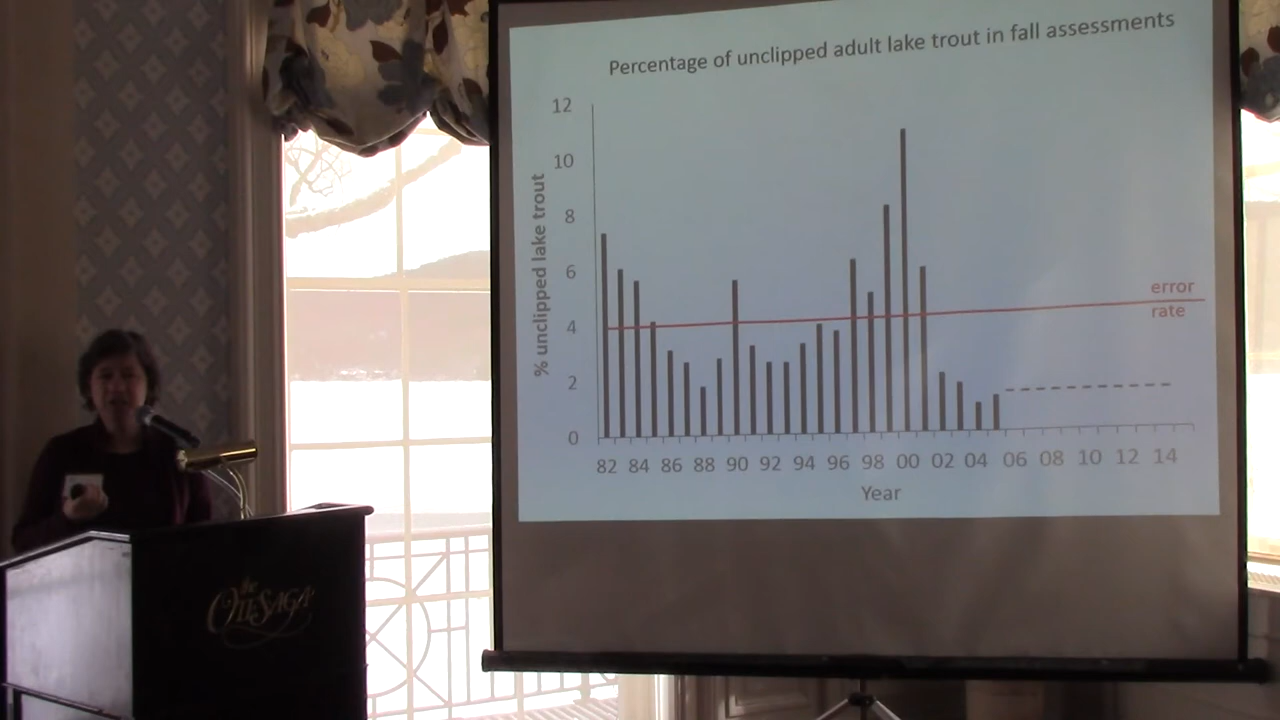 Percentage of unclipped adult lake trout in fall assessments
12
10
8
6
4
2
0
% unclipped lake trout
error
rate
82 84 86 88 90 92 94 96 98 00 02 04 06 08 10 12 14
Year
the
OTESAGA